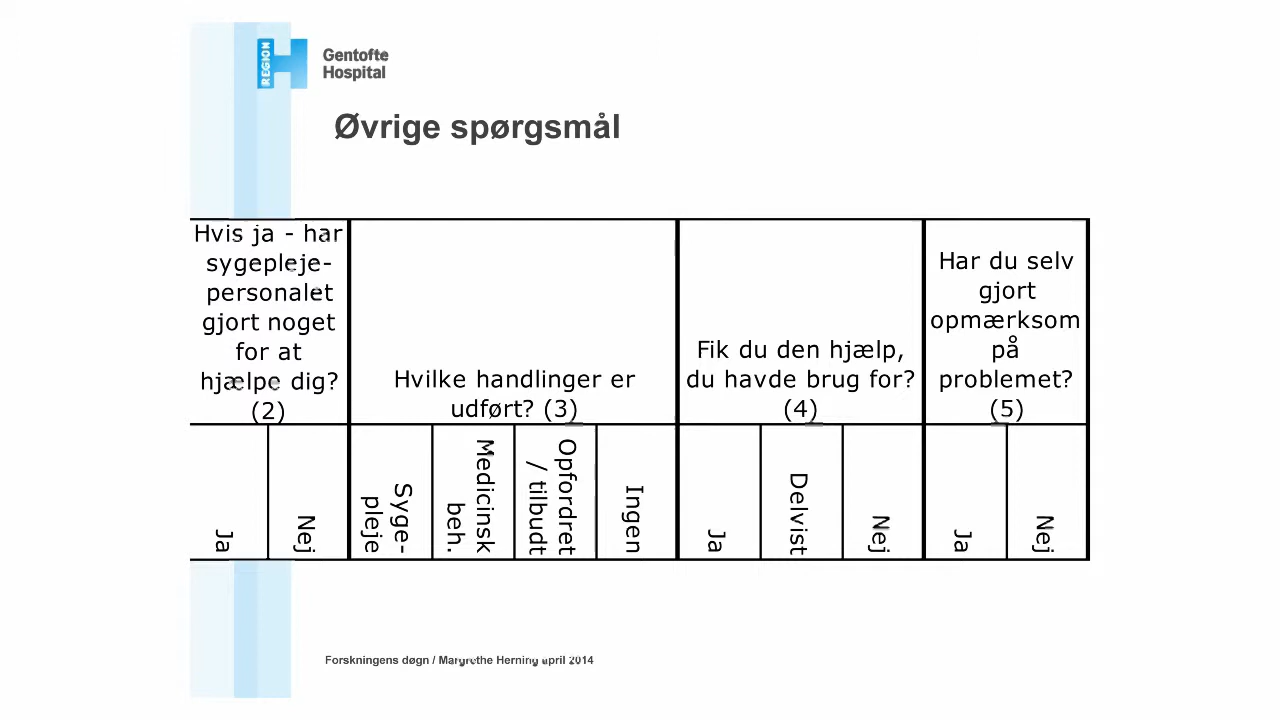 REGION
Gentofte
Hospital
Øvrige spørgsmål
Hvis ja - har
sygepleje-
personalet
gjort noget
for at
hjælpe dig?
(2)
Hvilke handlinger er
udført? (3)
Fik du den hjælp,
du havde brug for?
(4)
Har du selv
gjort
opmærksom
på
problemet?
(5)
Ja
Nej
Syge-
pleje
Medicinsk
beh.
Opfordret
/ tilbudt
Ingen
Ja
Delvist
Nej
Ja
Nej
Forskningens døgn / Margrethe Herning april 2014